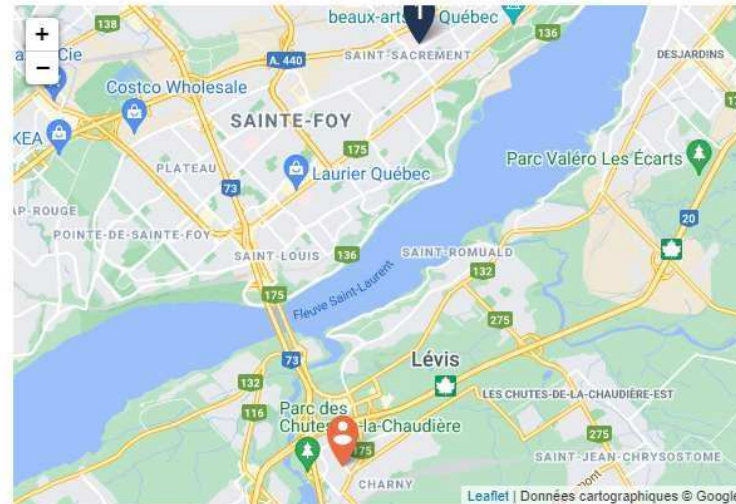 +
−
138
beaux-arts
Québec
136
SAINT-SACREMENT
DESJARDINS
A. 440
Costco Wholesale
SAINTE-FOY
KEA
175
Parc Valéro Les Écarts
PLATEAU
Laurier Québec
73
AP-ROUGE
20
POINTE-DE-SAINTE-FOY
SAINT-LOUIS
136
SAINT-ROMUALD
132
175
Fleuve Saint-Laurent
275
73
Lévis
132
116
LES CHUTES-DE-LA-CHAUDIÈRE-EST
Parc des
Chutes
-la-Chaudière
175
275
SAINT-JEAN-CHRYSOSTOME
CHARNY
Leaflet | Données cartographiques © Google